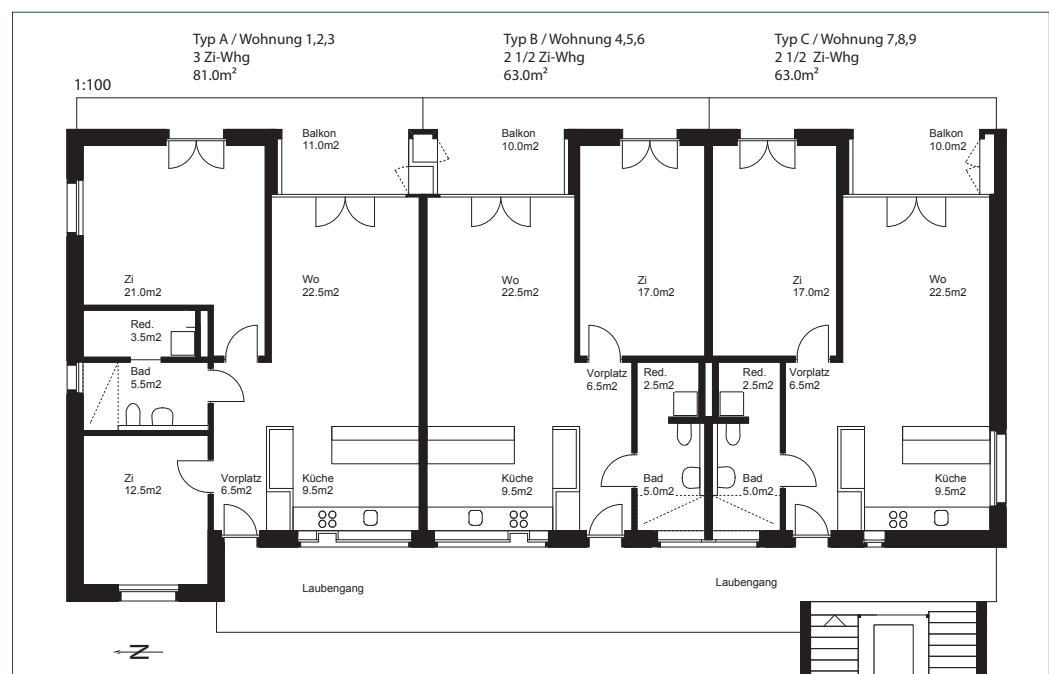 Typ A / Wohnung 1,2,3
3 Zi-Whg
81.0m²
Typ B / Wohnung 4,5,6
2 1/2 Zi-Whg
63.0m²
Typ C / Wohnung 7,8,9
2 1/2 Zi-Whg
63.0m²
1:100
Balkon
11.0m2
Balkon
10.0m2
Balkon
10.0m2
Zi
21.0m2
Wo
22.5m2
Wo
22.5m2
Zi
17.0m2
Zi
17.0m2
Wo
22.5m2
Red.
3.5m2
Bad
5.5m2
Vorplatz
6.5m2
Red.
2.5m2
Red.
2.5m2
Vorplatz
6.5m2
Zi
12.5m2
Vorplatz
6.5m2
Küche
9.5m2
Küche
9.5m2
Bad
5.0m2
Bad
5.0m2
Küche
9.5m2
Laubengang
Laubengang
N